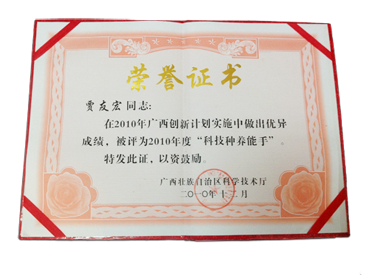 荣誉证书
贾友宏同志：
在2010年广西创新计划实施中做出优异
成绩，被评为2010年度“科技种养能手”。
特发此证，以资鼓励。
广西壮族自治区科学技术厅
二〇一〇年十二月